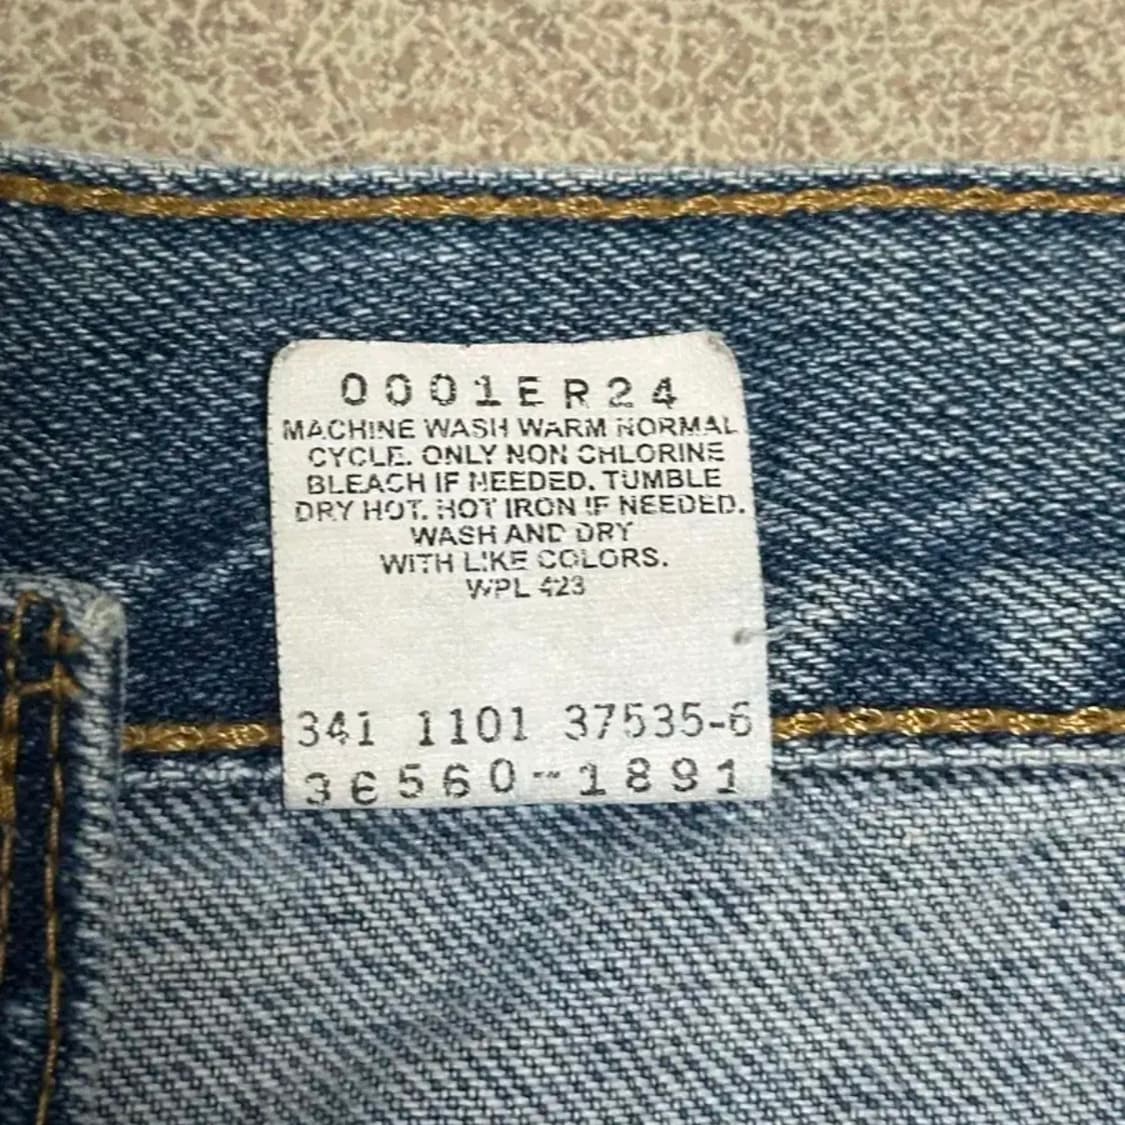 0001ER24
MACHINE WASH WARM NORMAL
CYCLE. ONLY NON CHLORINE
BLEACH IF NEEDED. TUMBLE
DRY HOT. HOT IRON IF NEEDED.
WASH AND DRY
WITH LIKE COLORS.
WPL 423
341 1101 37535-6
36560-1891